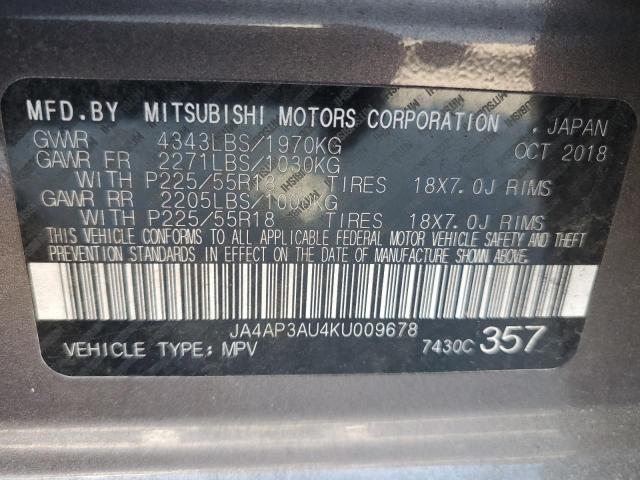 MFD.BY MITSUBISHI MOTORS CORPORATION . JAPAN
GVWR 4343LBS/1970KG OCT 2018
GAWR FR 2271LBS/1030KG
WITH P225/55R18 TIRES 18X7.0J RIMS
GAWR RR 2205LBS/1000KG
WITH P225/55R18 TIRES 18X7.0J RIMS
THIS VEHICLE CONFORMS TO ALL APPLICABLE FEDERAL MOTOR VEHICLE SAFETY AND THEFT
PREVENTION STANDARDS IN EFFECT ON THE DATE OF MANUFACTURE SHOWN ABOVE.
JA4AP3AU4KU009678
VEHICLE TYPE: MPV 7430C 357